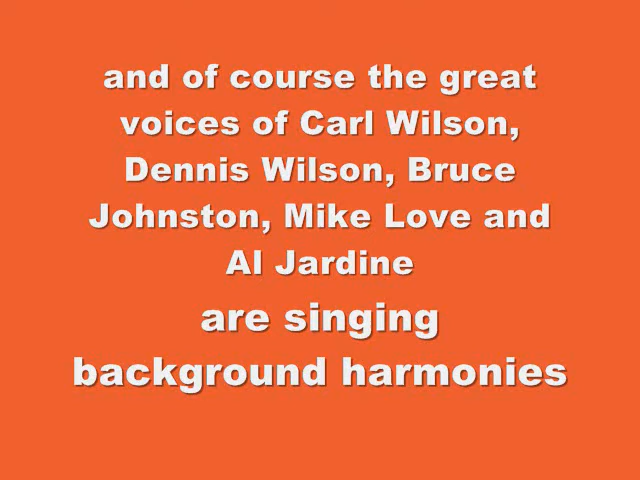 and of course the great
voices of Carl Wilson,
Dennis Wilson, Bruce
Johnston, Mike Love and
Al Jardine
are singing
background harmonies